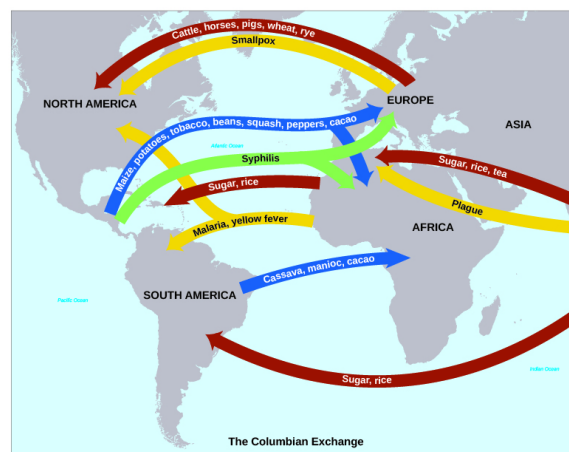 Cattle, horses, pigs, wheat, rye
Smallpox
NORTH AMERICA
EUROPE
ASIA
Maize, potatoes, tobacco, beans, squash, peppers, cacao
Atlantic Ocean
Syphilis
Sugar, rice, tea
Sugar, rice
Plague
Malaria, yellow fever
AFRICA
Cassava, manioc, cacao
SOUTH AMERICA
Pacific Ocean
Indian Ocean
Sugar, rice
The Columbian Exchange